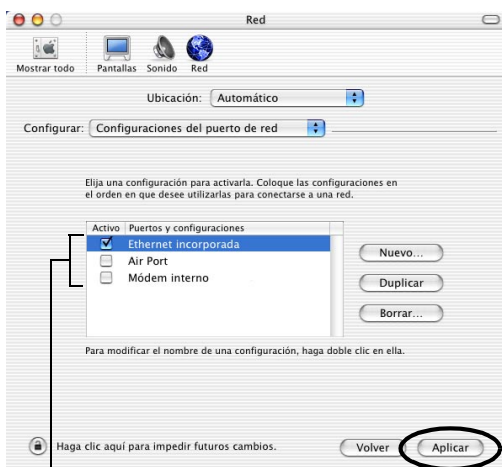 Red
Mostrar todo
Pantallas
Sonido
Red
Ubicación: Automático
Configurar: Configuraciones del puerto de red
Elija una configuración para activarla. Coloque las configuraciones en
el orden en que desee utilizarlas para conectarse a una red.
Activo Puertos y configuraciones
Ethernet incorporada
Air Port
Módem interno
Nuevo...
Duplicar
Borrar...
Para modificar el nombre de una configuración, haga doble clic en ella.
Haga clic aquí para impedir futuros cambios.
Volver
Aplicar